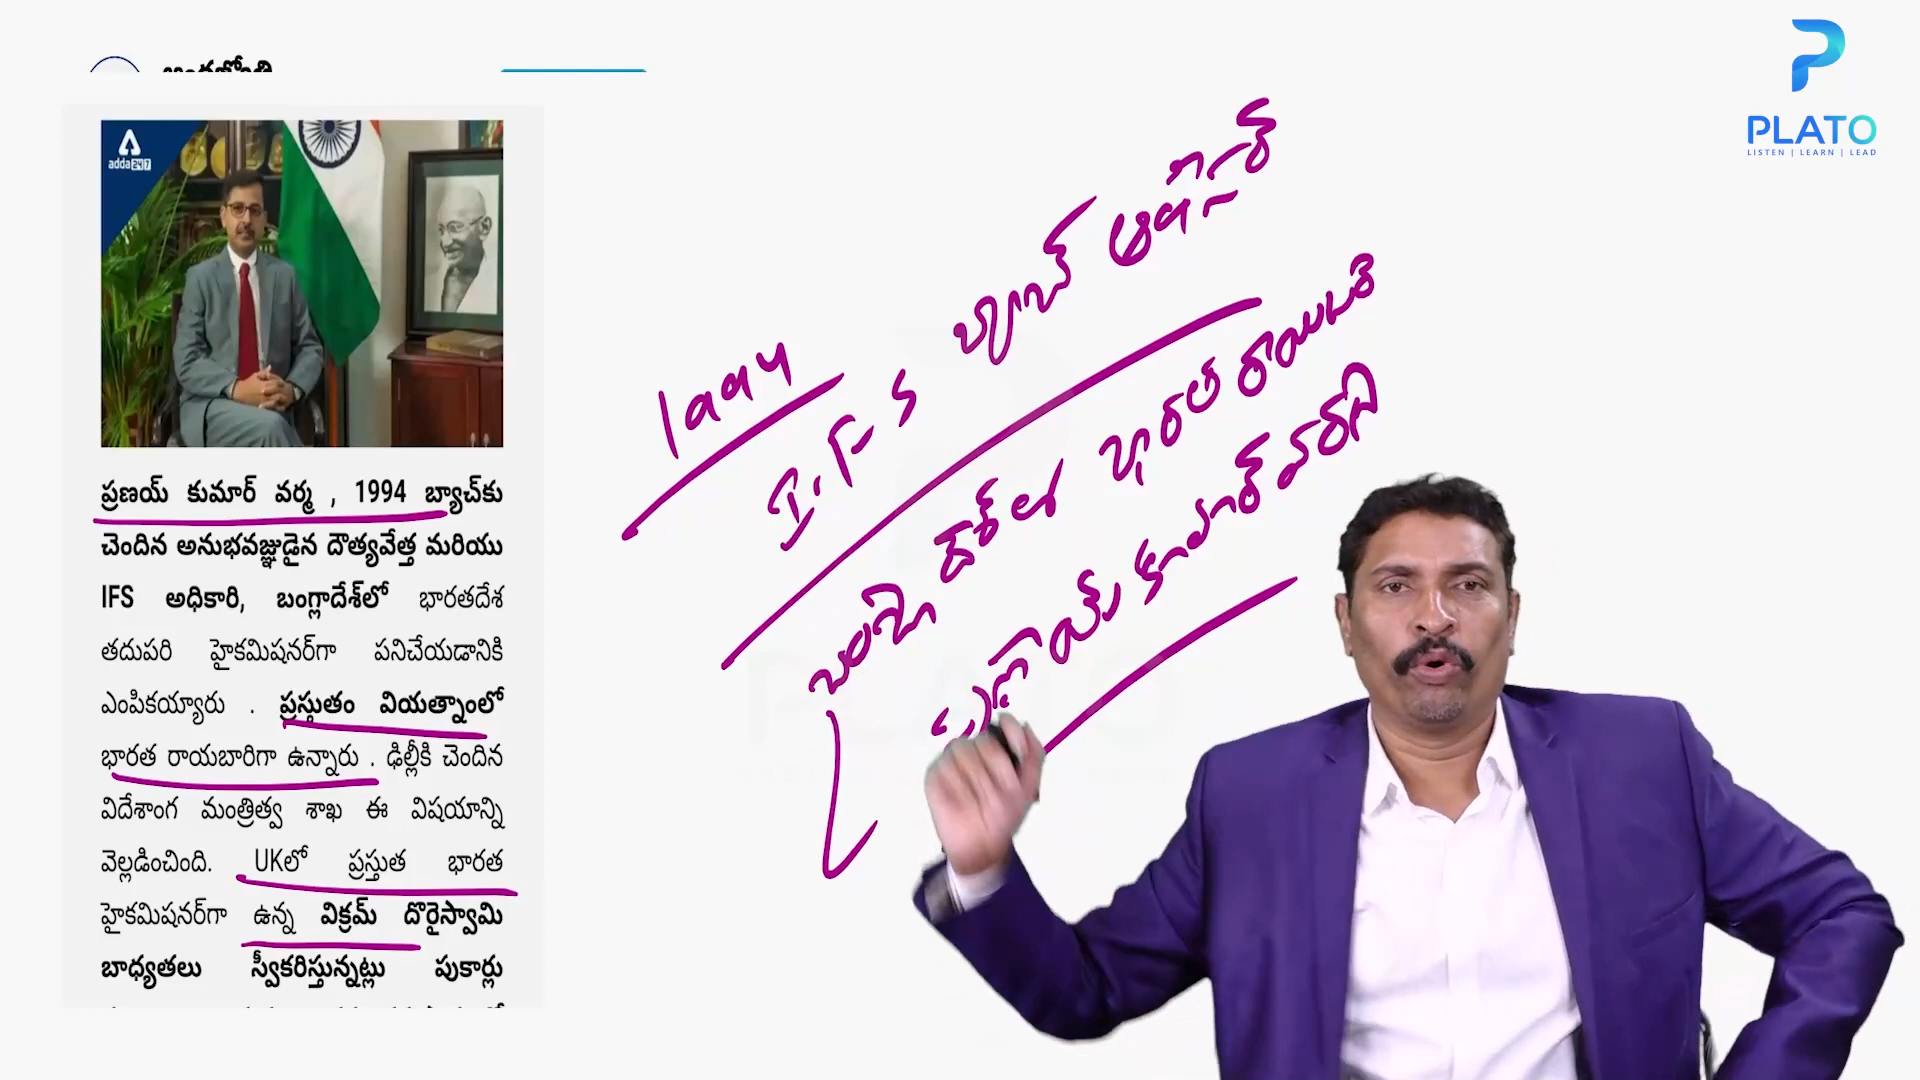 PLATO
LISTEN | LEARN | LEAD
adda247
ప్రణయ్ కుమార్ వర్మ , 1994 బ్యాచ్‌కు
చెందిన అనుభవజ్ఞుడైన దౌత్యవేత్త మరియు
IFS అధికారి, బంగ్లాదేశ్‌లో భారతదేశ
తదుపరి హైకమిషనర్‌గా పనిచేయడానికి
ఎంపికయ్యారు . ప్రస్తుతం వియత్నాంలో
భారత రాయబారిగా ఉన్నారు . ఢిల్లీకి చెందిన
విదేశాంగ మంత్రిత్వ శాఖ ఈ విషయాన్ని
వెల్లడించింది. UKలో ప్రస్తుత భారత
హైకమిషనర్‌గా ఉన్న విక్రమ్ దొరైస్వామి
బాధ్యతలు స్వీకరిస్తున్నట్లు పుకార్లు
1994
I.F.S బ్యాచ్
భారత
కుమార్